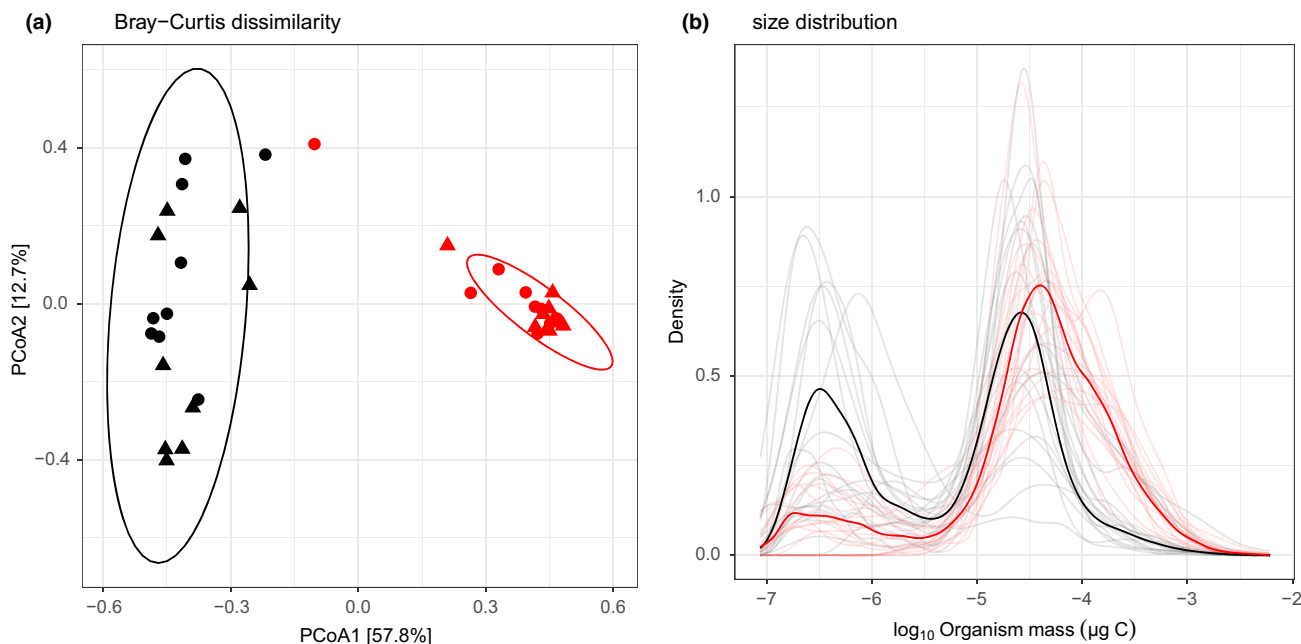 (a) Bray−Curtis dissimilarity
0.4
0.0
−0.4
PCoA2 [12.7%]
−0.6 −0.3 0.0 0.3 0.6
PCoA1 [57.8%]
(b) size distribution
1.0
0.5
0.0
Density
−7 −6 −5 −4 −3 −2
log10 Organism mass (μg C)